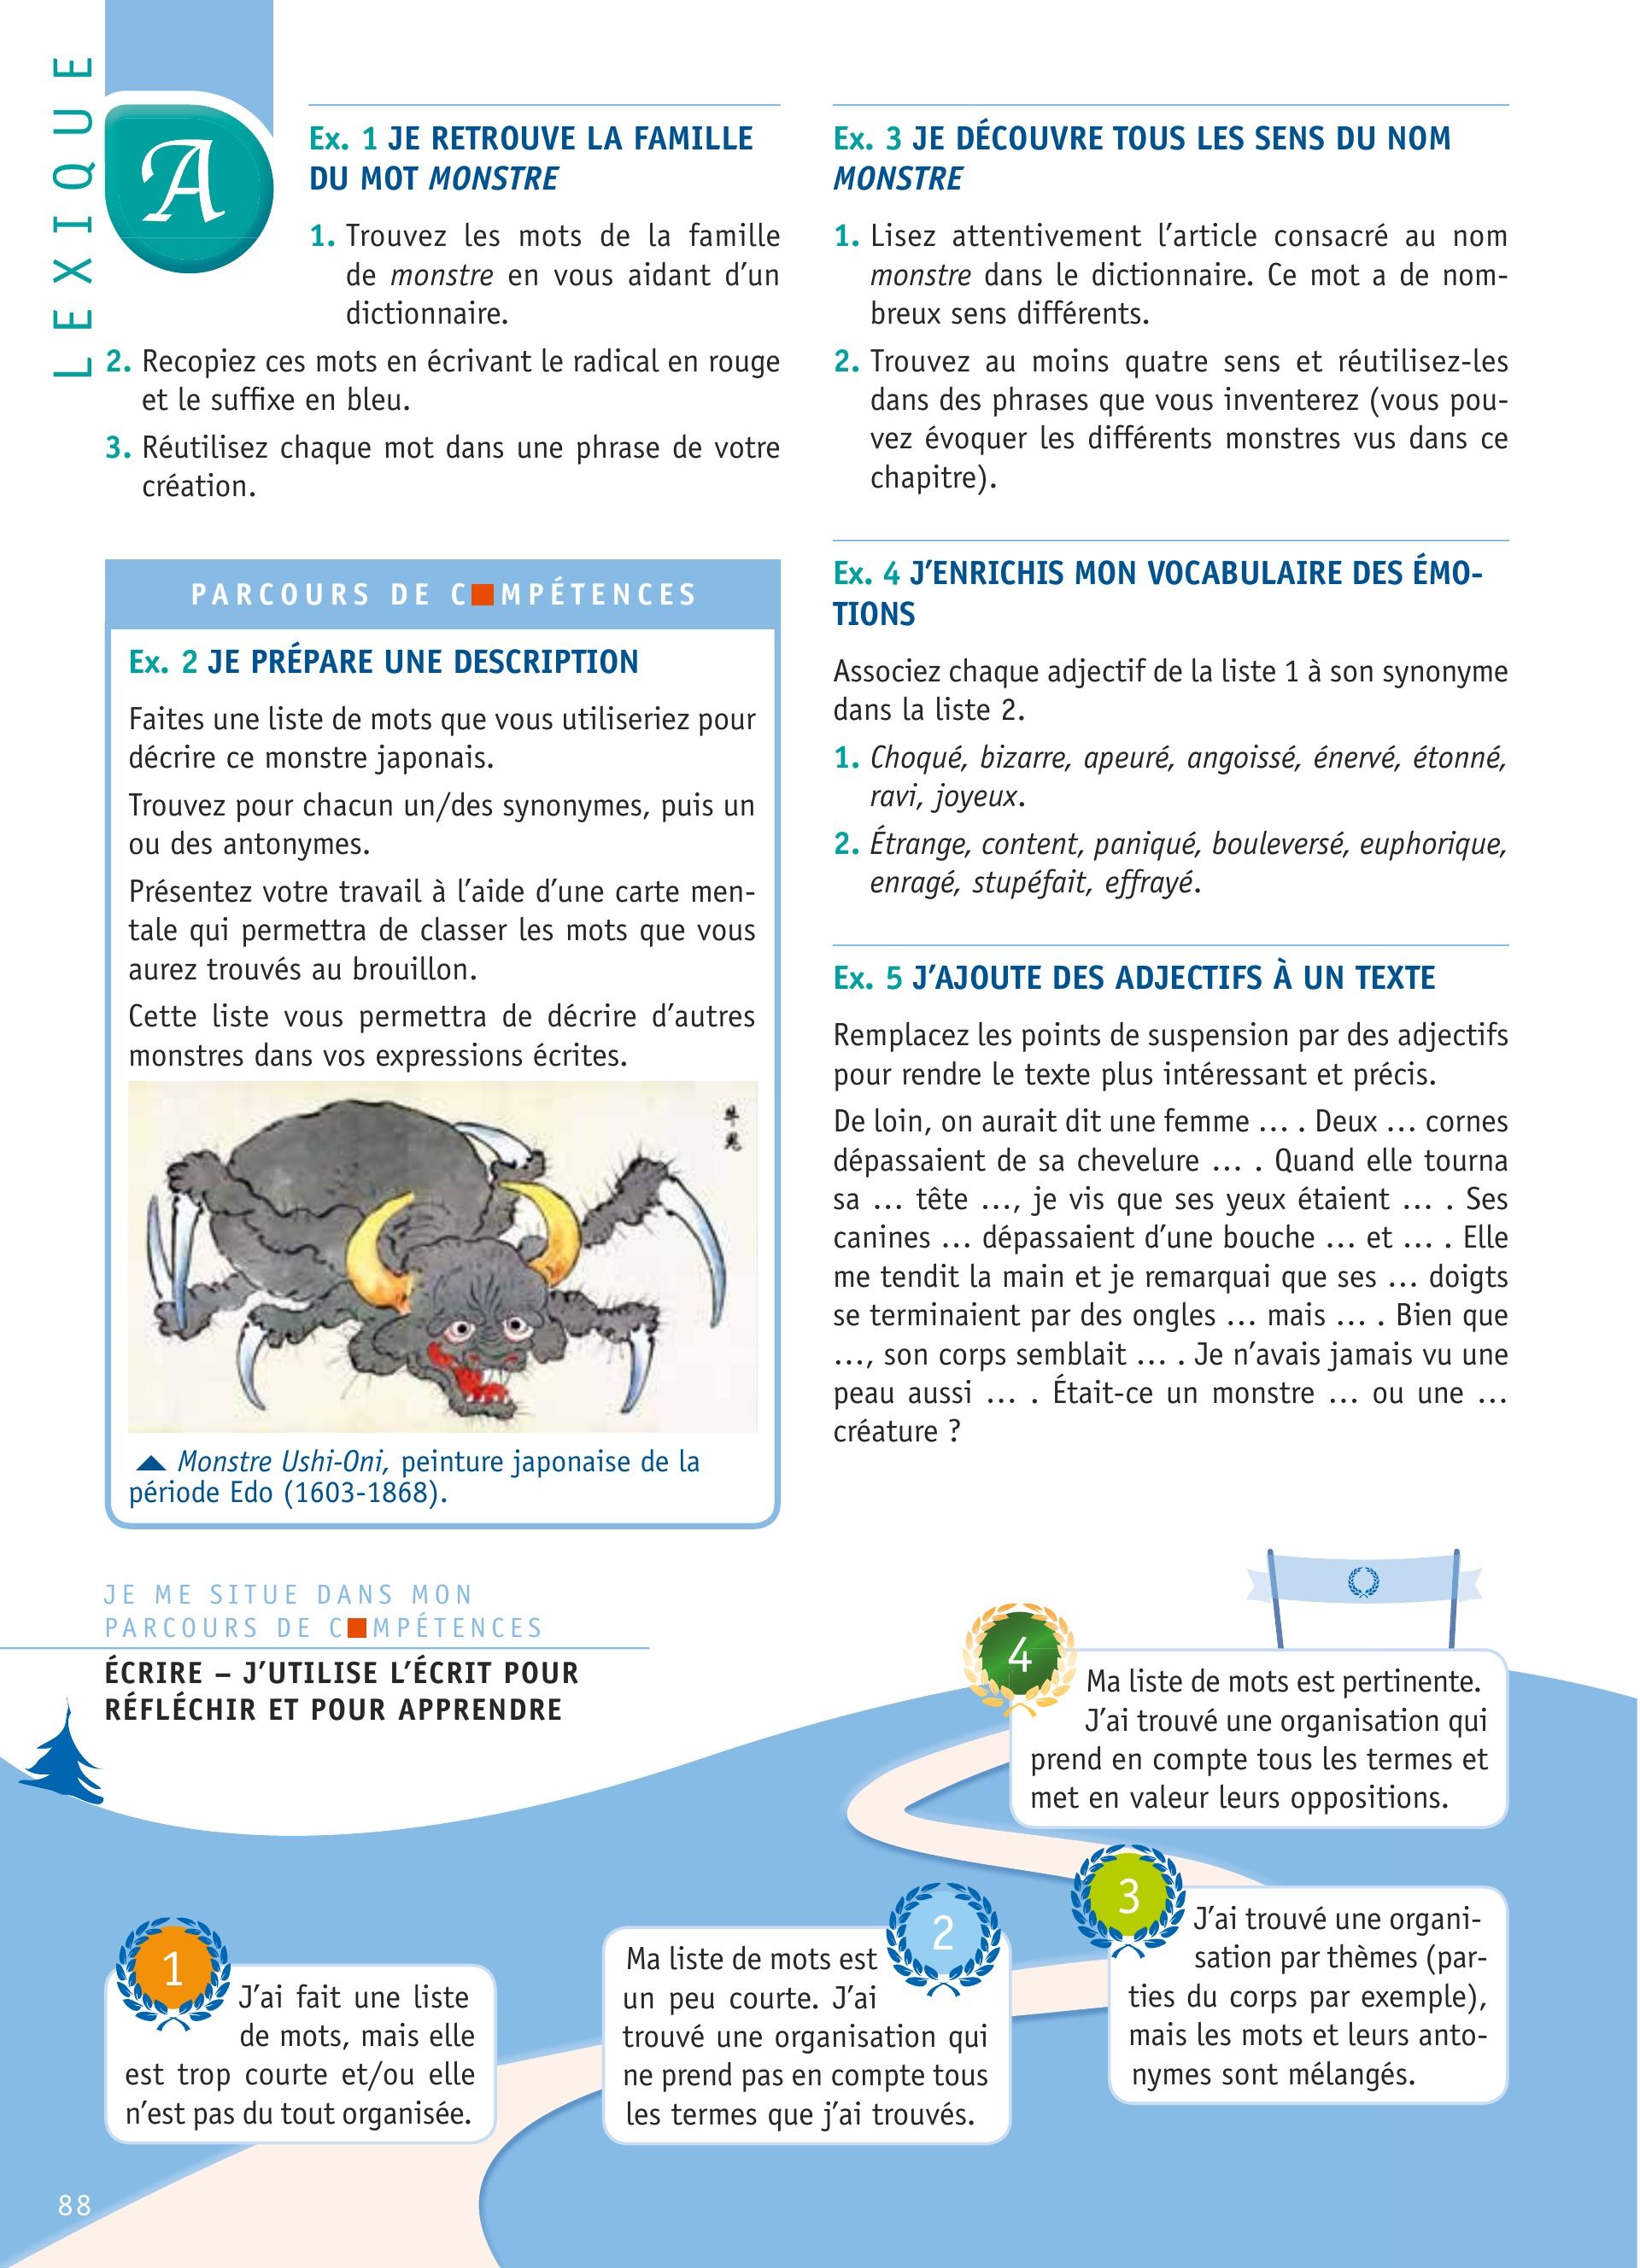 LEXIQUE
A
Ex. 1 JE RETROUVE LA FAMILLE
DU MOT MONSTRE
1. Trouvez les mots de la famille
de monstre en vous aidant d’un
dictionnaire.
2. Recopiez ces mots en écrivant le radical en rouge
et le suffixe en bleu.
3. Réutilisez chaque mot dans une phrase de votre
création.
PARCOURS DE C■MPÉTENCES
Ex. 2 JE PRÉPARE UNE DESCRIPTION
Faites une liste de mots que vous utiliseriez pour
décrire ce monstre japonais.
Trouvez pour chacun un/des synonymes, puis un
ou des antonymes.
Présentez votre travail à l’aide d’une carte men-
tale qui permettra de classer les mots que vous
aurez trouvés au brouillon.
Cette liste vous permettra de décrire d’autres
monstres dans vos expressions écrites.
牛
鬼
Monstre Ushi-Oni, peinture japonaise de la
période Edo (1603-1868).
Ex. 3 JE DÉCOUVRE TOUS LES SENS DU NOM
MONSTRE
1. Lisez attentivement l’article consacré au nom
monstre dans le dictionnaire. Ce mot a de nom-
breux sens différents.
2. Trouvez au moins quatre sens et réutilisez-les
dans des phrases que vous inventerez (vous pou-
vez évoquer les différents monstres vus dans ce
chapitre).
Ex. 4 J’ENRICHIS MON VOCABULAIRE DES ÉMO-
TIONS
Associez chaque adjectif de la liste 1 à son synonyme
dans la liste 2.
1. Choqué, bizarre, apeuré, angoissé, énervé, étonné,
ravi, joyeux.
2. Étrange, content, paniqué, bouleversé, euphorique,
enragé, stupéfait, effrayé.
Ex. 5 J’AJOUTE DES ADJECTIFS À UN TEXTE
Remplacez les points de suspension par des adjectifs
pour rendre le texte plus intéressant et précis.
De loin, on aurait dit une femme … . Deux … cornes
dépassaient de sa chevelure … . Quand elle tourna
sa … tête …, je vis que ses yeux étaient … . Ses
canines … dépassaient d’une bouche … et … . Elle
me tendit la main et je remarquai que ses … doigts
se terminaient par des ongles … mais … . Bien que
…, son corps semblait … . Je n’avais jamais vu une
peau aussi … . Était-ce un monstre … ou une …
créature ?
JE ME SITUE DANS MON
PARCOURS DE C■MPÉTENCES
ÉCRIRE – J’UTILISE L’ÉCRIT POUR
RÉFLÉCHIR ET POUR APPRENDRE
1
J’ai fait une liste
de mots, mais elle
est trop courte et/ou elle
n’est pas du tout organisée.
2
Ma liste de mots est
un peu courte. J’ai
trouvé une organisation qui
ne prend pas en compte tous
les termes que j’ai trouvés.
3
J’ai trouvé une organi-
sation par thèmes (par-
ties du corps par exemple),
mais les mots et leurs anto-
nymes sont mélangés.
4
Ma liste de mots est pertinente.
J’ai trouvé une organisation qui
prend en compte tous les termes et
met en valeur leurs oppositions.
88